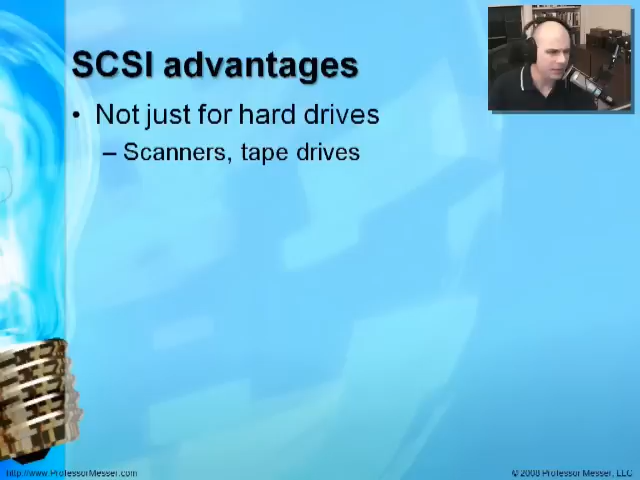 SCSI advantages
• Not just for hard drives
– Scanners, tape drives
http://www.ProfessorMesser.com
© 2008 Professor Messer, LLC